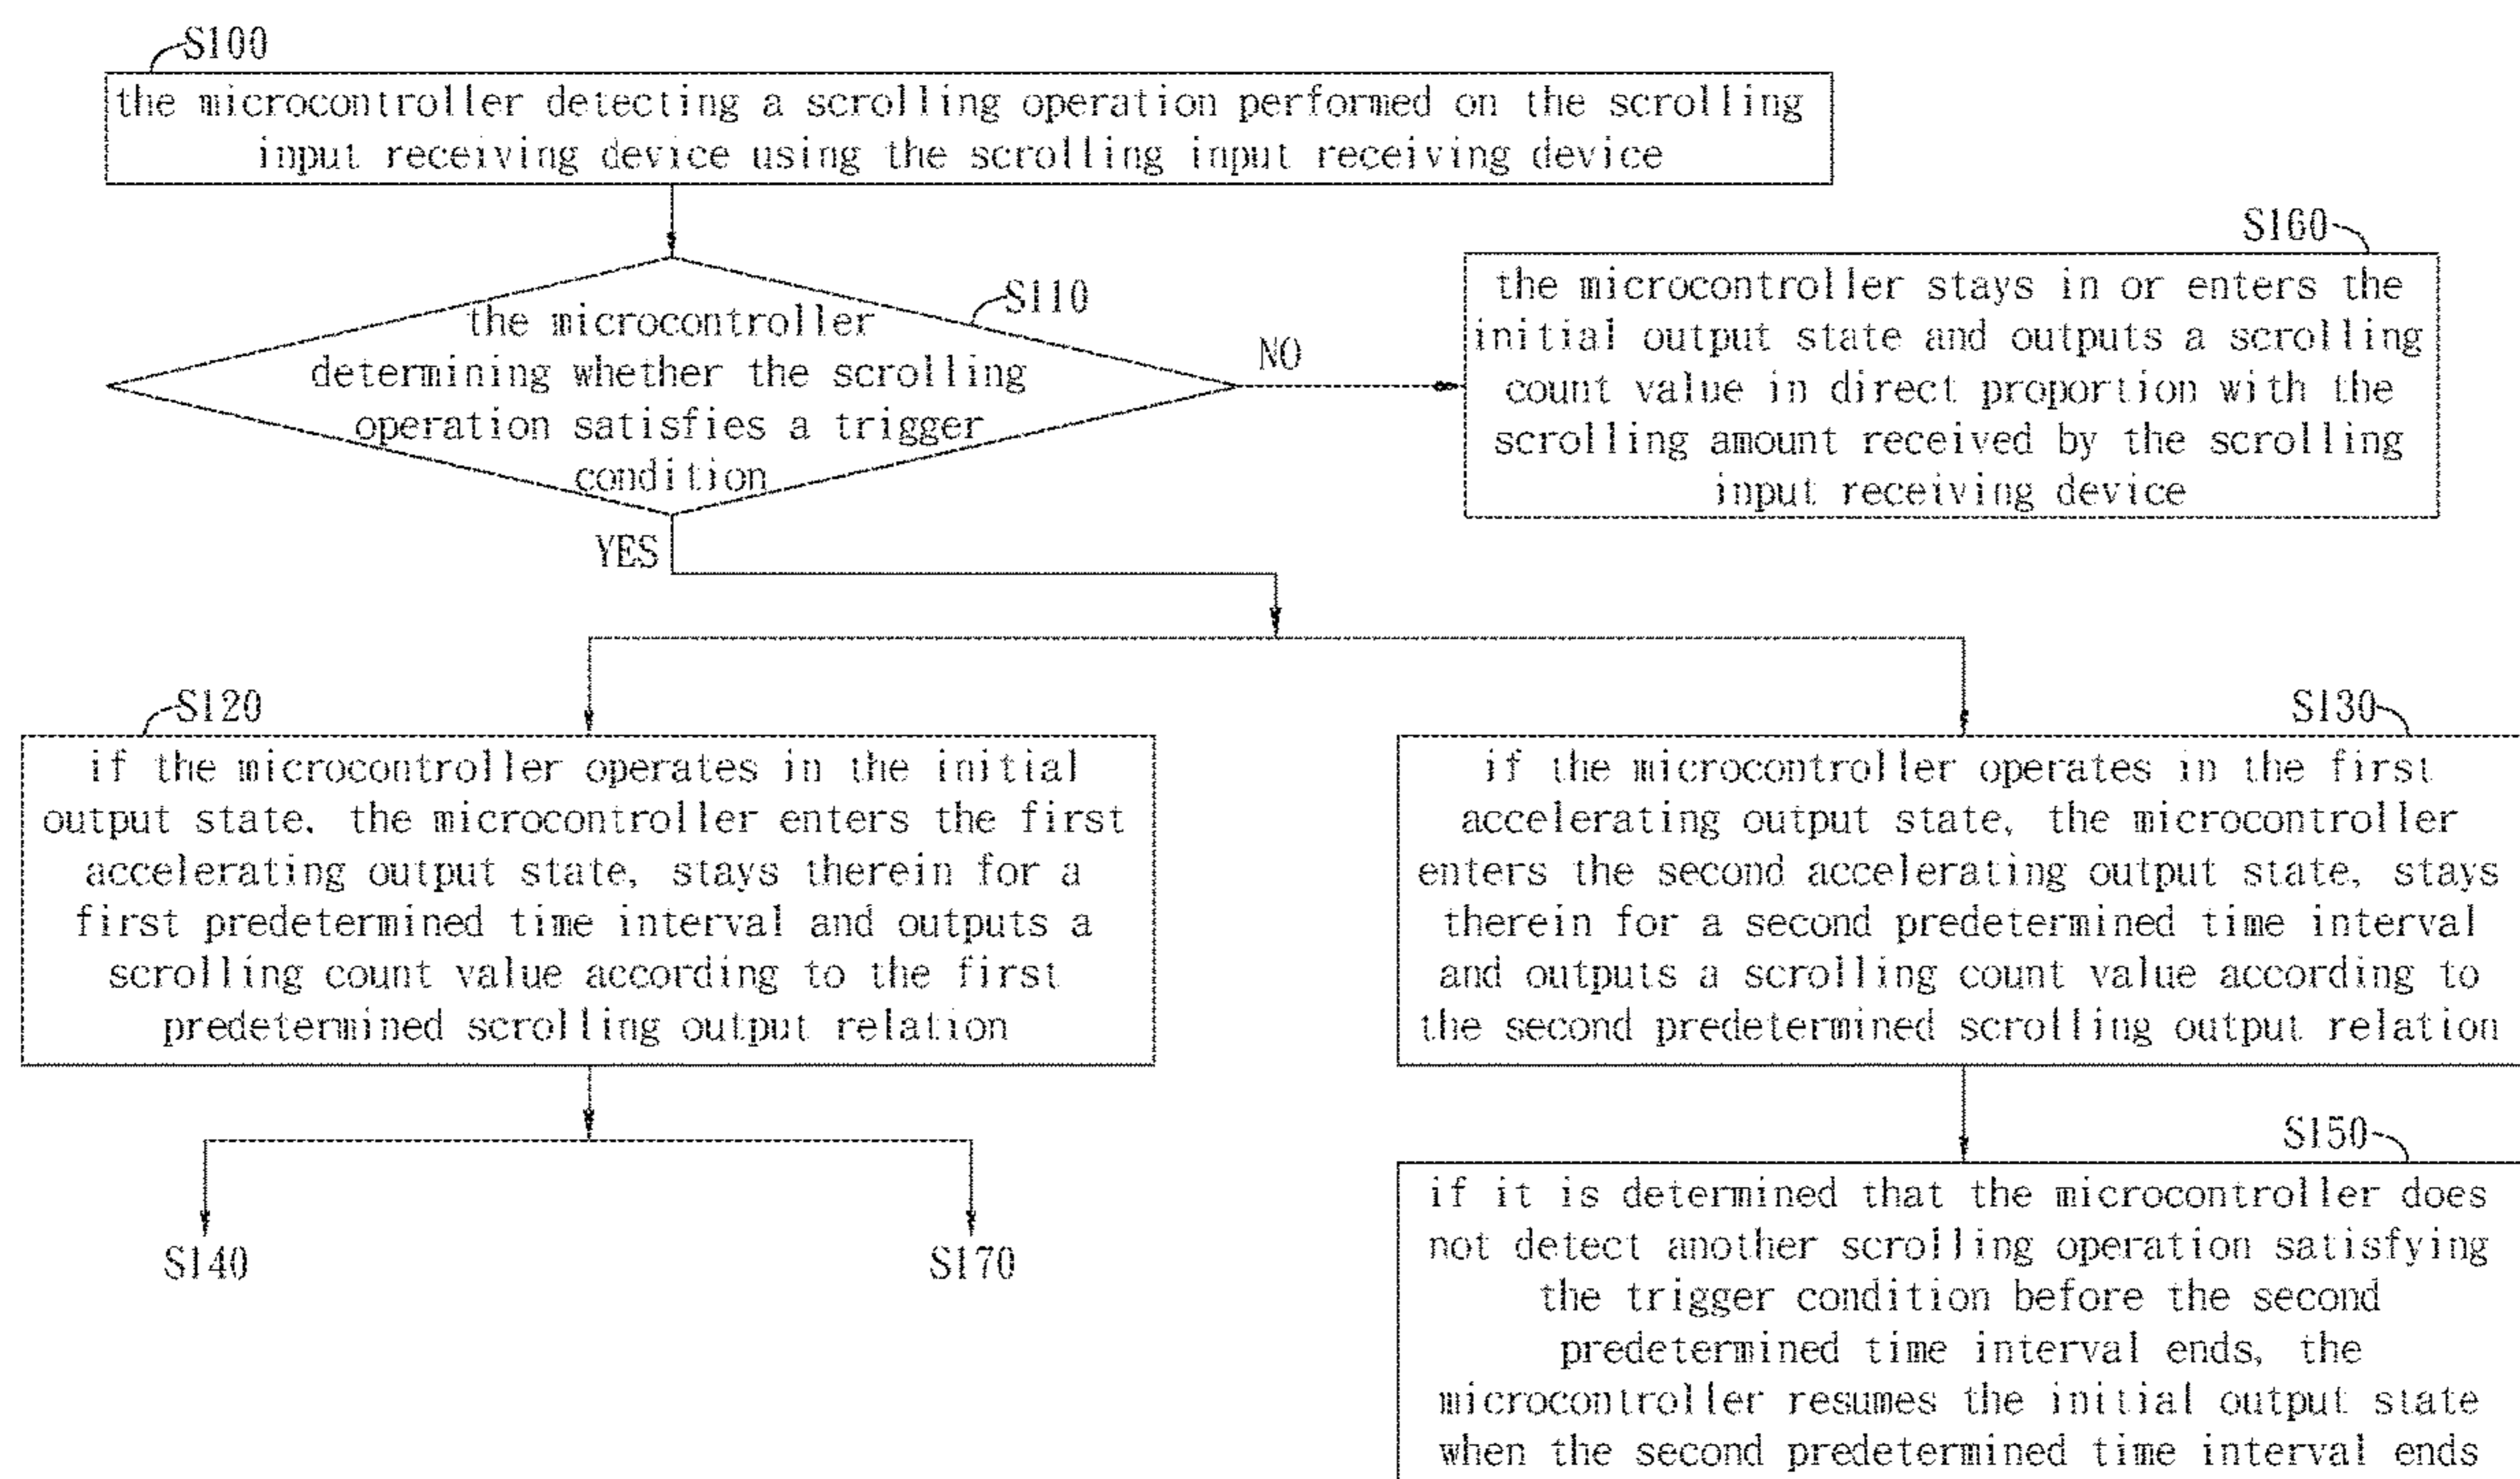 S100
the microcontroller detecting a scrolling operation performed on the scrolling
input receiving device using the scrolling input receiving device
S110
the microcontroller
determining whether the scrolling
operation satisfies a trigger
condition
NO
S160
the microcontroller stays in or enters the
initial output state and outputs a scrolling
count value in direct proportion with the
scrolling amount received by the scrolling
input receiving device
YES
S120
if the microcontroller operates in the initial
output state, the microcontroller enters the first
accelerating output state, stays therein for a
first predetermined time interval and outputs a
scrolling count value according to the first
predetermined scrolling output relation
S130
if the microcontroller operates in the first
accelerating output state, the microcontroller
enters the second accelerating output state, stays
therein for a second predetermined time interval
and outputs a scrolling count value according to
the second predetermined scrolling output relation
S140
S170
S150
if it is determined that the microcontroller does
not detect another scrolling operation satisfying
the trigger condition before the second
predetermined time interval ends, the
microcontroller resumes the initial output state
when the second predetermined time interval ends